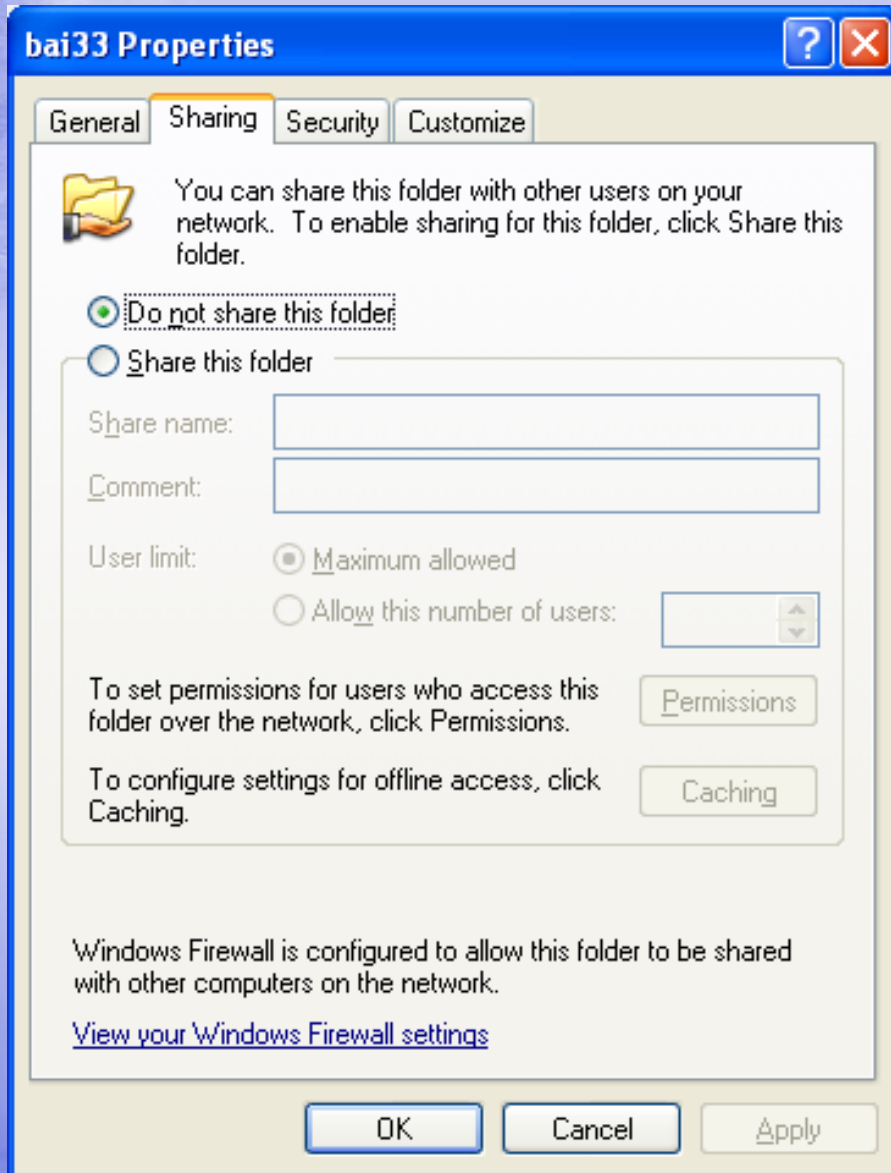 bai33 Properties
General Sharing Security Customize
You can share this folder with other users on your
network. To enable sharing for this folder, click Share this
folder.
Do not share this folder
Share this folder
Share name:
Comment:
User limit: Maximum allowed
Allow this number of users:
To set permissions for users who access this
folder over the network, click Permissions.
Permissions
To configure settings for offline access, click
Caching.
Caching
Windows Firewall is configured to allow this folder to be shared
with other computers on the network.
View your Windows Firewall settings
OK Cancel Apply